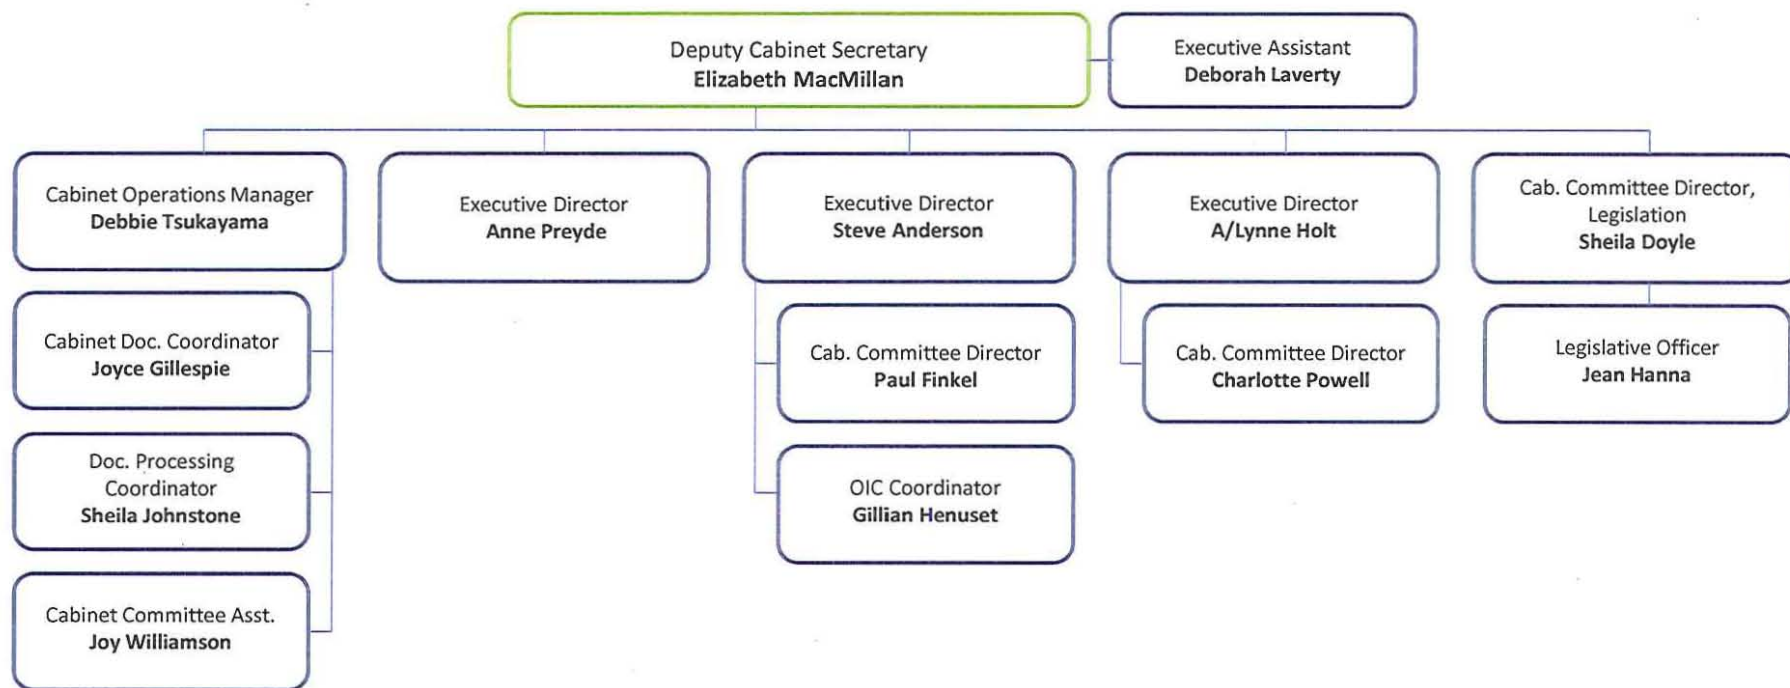 Deputy Cabinet Secretary
Elizabeth MacMillan
Executive Assistant
Deborah Laverty
Cabinet Operations Manager
Debbie Tsukayama
Executive Director
Anne Preyde
Executive Director
Steve Anderson
Executive Director
A/Lynne Holt
Cab. Committee Director,
Legislation
Sheila Doyle
Cabinet Doc. Coordinator
Joyce Gillespie
Cab. Committee Director
Paul Finkel
Cab. Committee Director
Charlotte Powell
Legislative Officer
Jean Hanna
Doc. Processing
Coordinator
Sheila Johnstone
OIC Coordinator
Gillian Henuset
Cabinet Committee Asst.
Joy Williamson